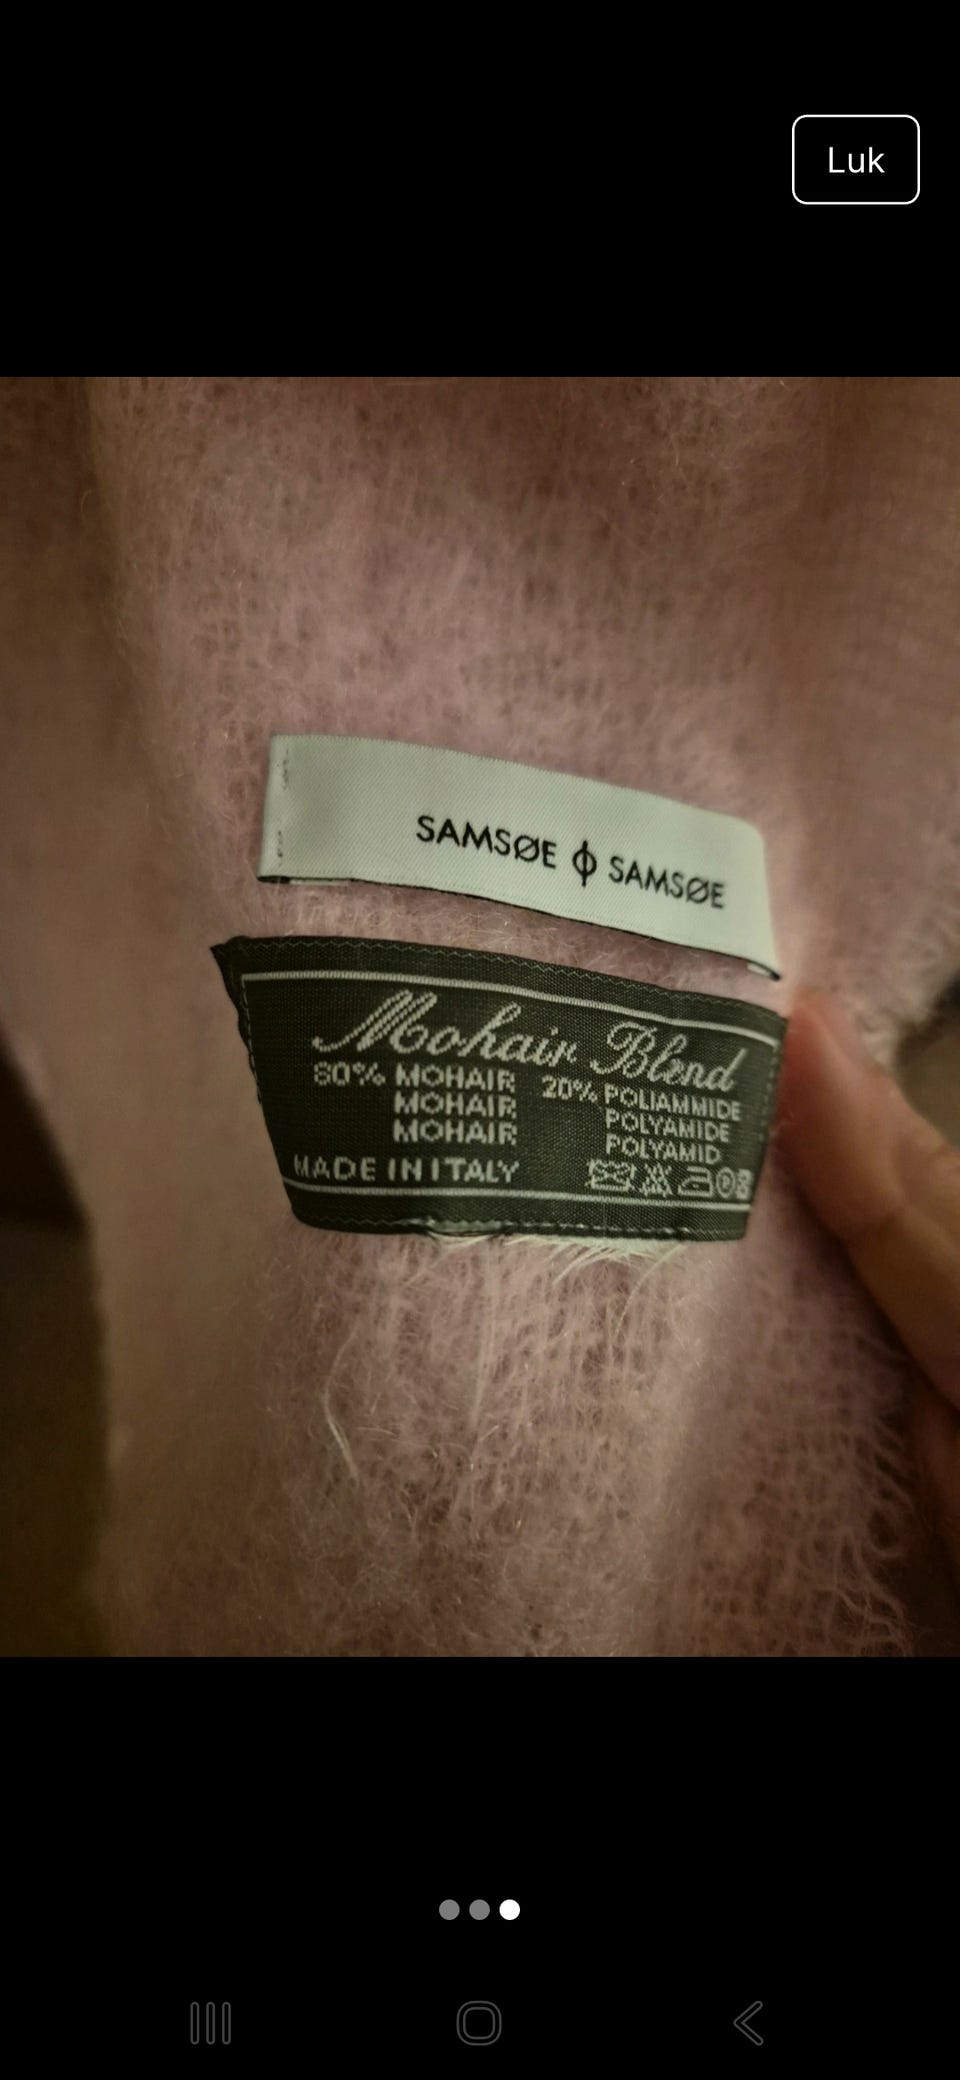 Luk
SAMSØE ϕ SAMSØE
Mohair Blend
80% MOHAIR 20% POLIAMMIDE
MOHAIR POLYAMIDE
MOHAIR POLYAMID
MADE IN ITALY